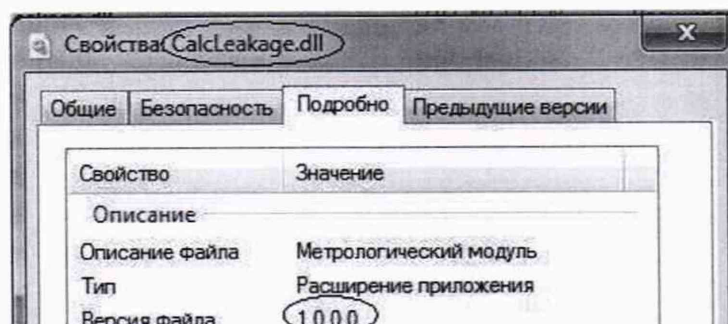 Свойства: CalcLeakage.dll
Общие Безопасность Подробно Предыдущие версии
Свойство Значение
Описание
Описание файла Метрологический модуль
Тип Расширение приложения
Версия файла 1.0.0.0